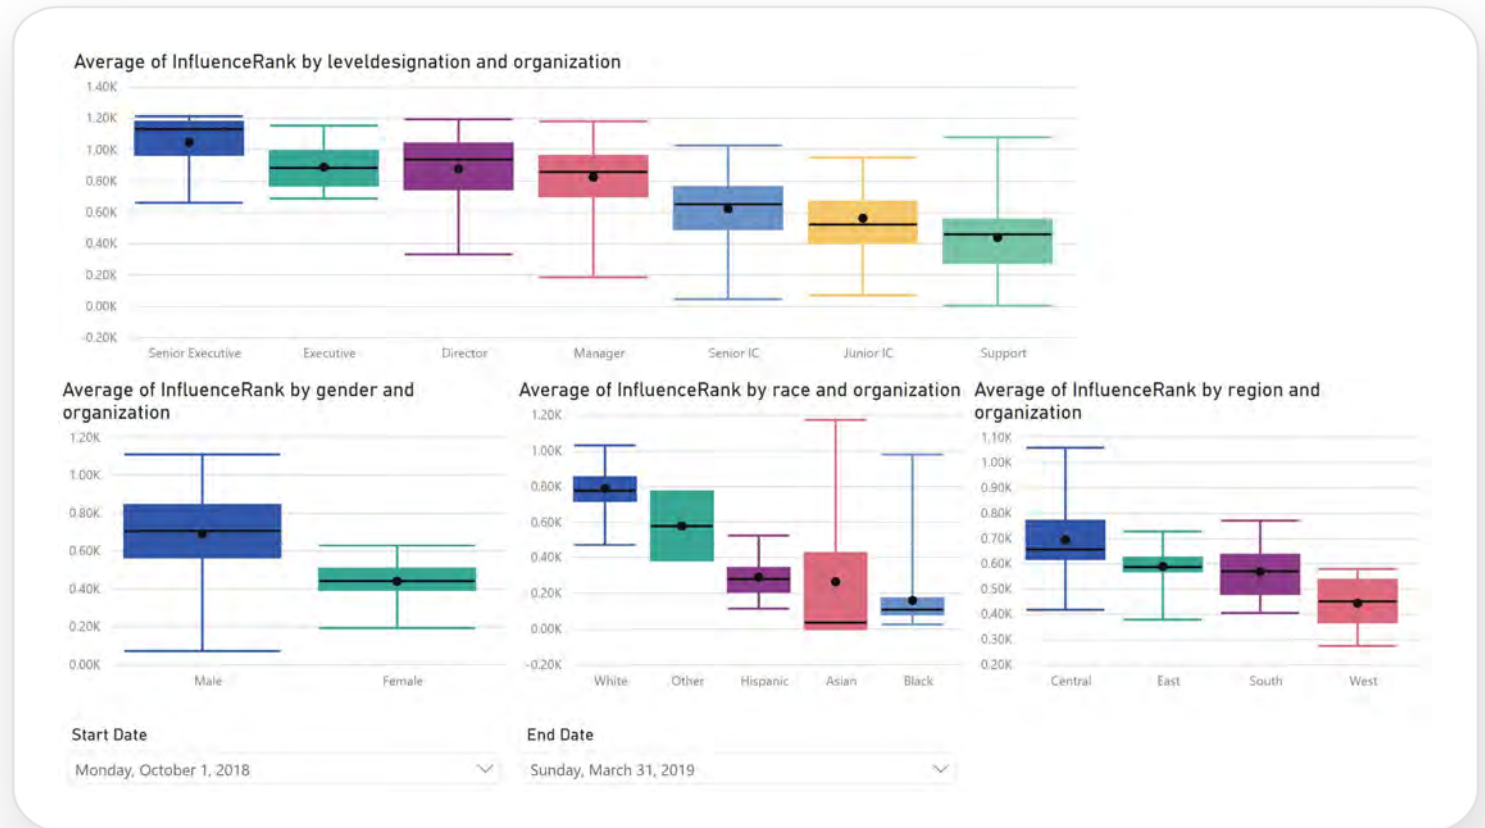 Average of InfluenceRank by leveldesignation and organization
1.40K
1.20K
1.00K
0.80K
0.60K
0.40K
0.20K
0.00K
-0.20K
Senior Executive Executive Director Manager Senior IC Junior IC Support
Average of InfluenceRank by gender and
organization
1.20K
1.00K
0.80K
0.60K
0.40K
0.20K
0.00K
Male Female
Average of InfluenceRank by race and organization
1.20K
1.00K
0.80K
0.60K
0.40K
0.20K
0.00K
-0.20K
White Other Hispanic Asian Black
Average of InfluenceRank by region and
organization
1.10K
1.00K
0.90K
0.80K
0.70K
0.60K
0.50K
0.40K
0.30K
0.20K
Central East South West
Start Date
Monday, October 1, 2018
End Date
Sunday, March 31, 2019